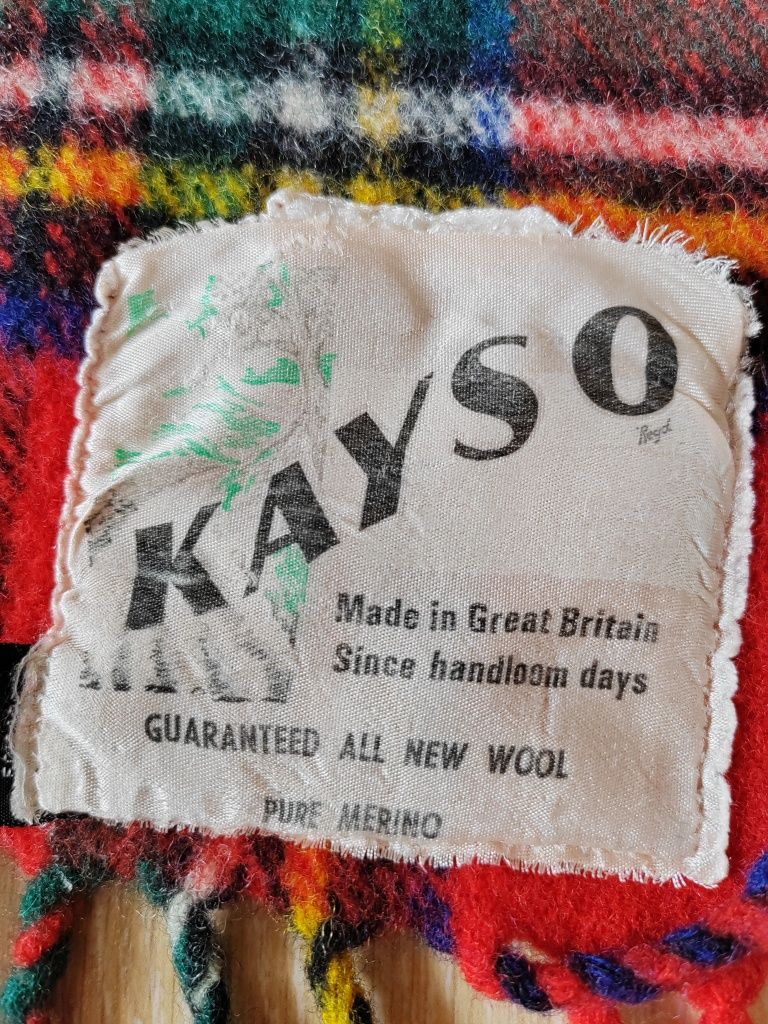 KAYSO
Regd.
Made in Great Britain
Since handloom days
GUARANTEED ALL NEW WOOL
PURE MERINO